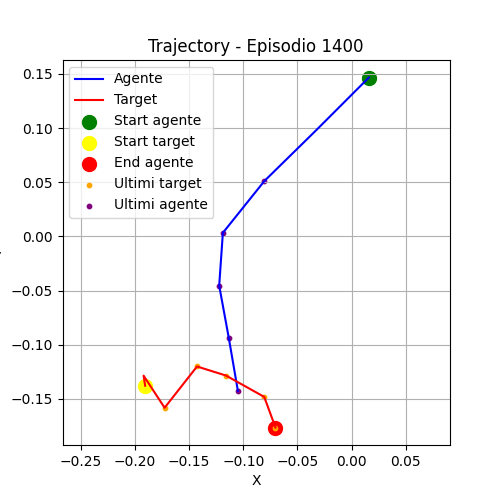 Trajectory - Episodio 1400
Agente
Target
Start agente
Start target
End agente
Ultimi target
Ultimi agente
0.15
0.10
0.05
0.00
−0.05
−0.10
−0.15
−0.25
−0.20
−0.15
−0.10
−0.05
0.00
0.05
X